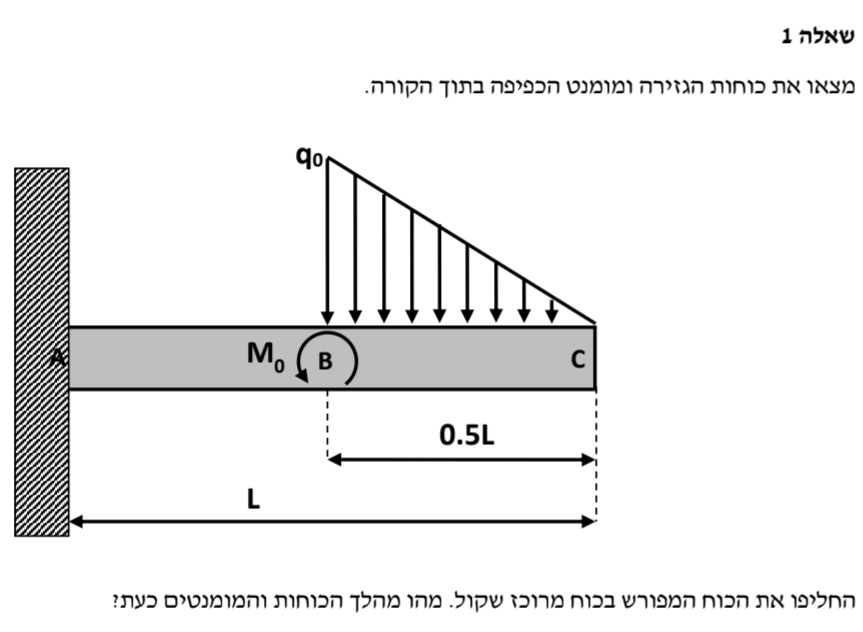 שאלה 1
מצאו את כוחות הגזירה ומומנט הכפיפה בתוך הקורה.
q₀
A
M₀
B
C
0.5L
L
החליפו את הכוח המפורש בכוח מרוכז שקול. מהו מהלך הכוחות והמומנטים כעת?